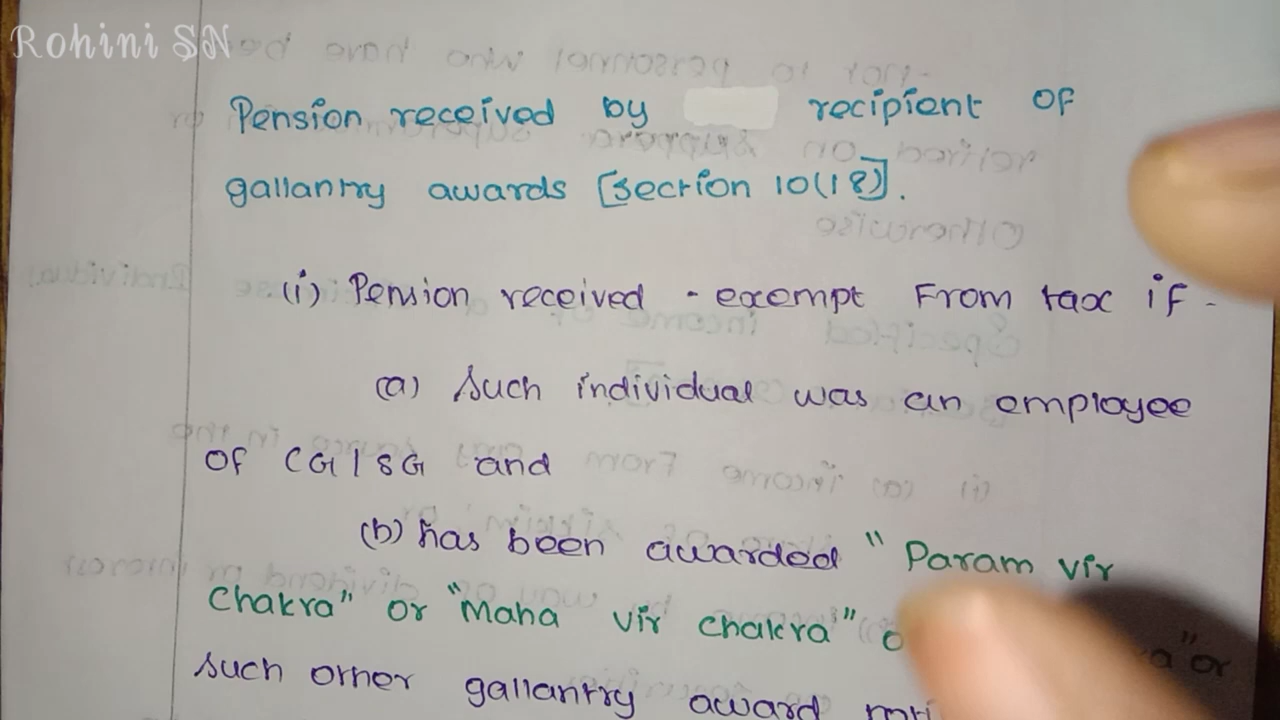 Rohini SN
Pension received by recipient of
gallantry awards [section 10(18)].
(i) Pension received - exempt From tax if -
(a) Such individual was an employee
of CG/SG and
(b) has been awarded "Param vir
Chakra" or "Maha vir chakra"
such other gallantry award